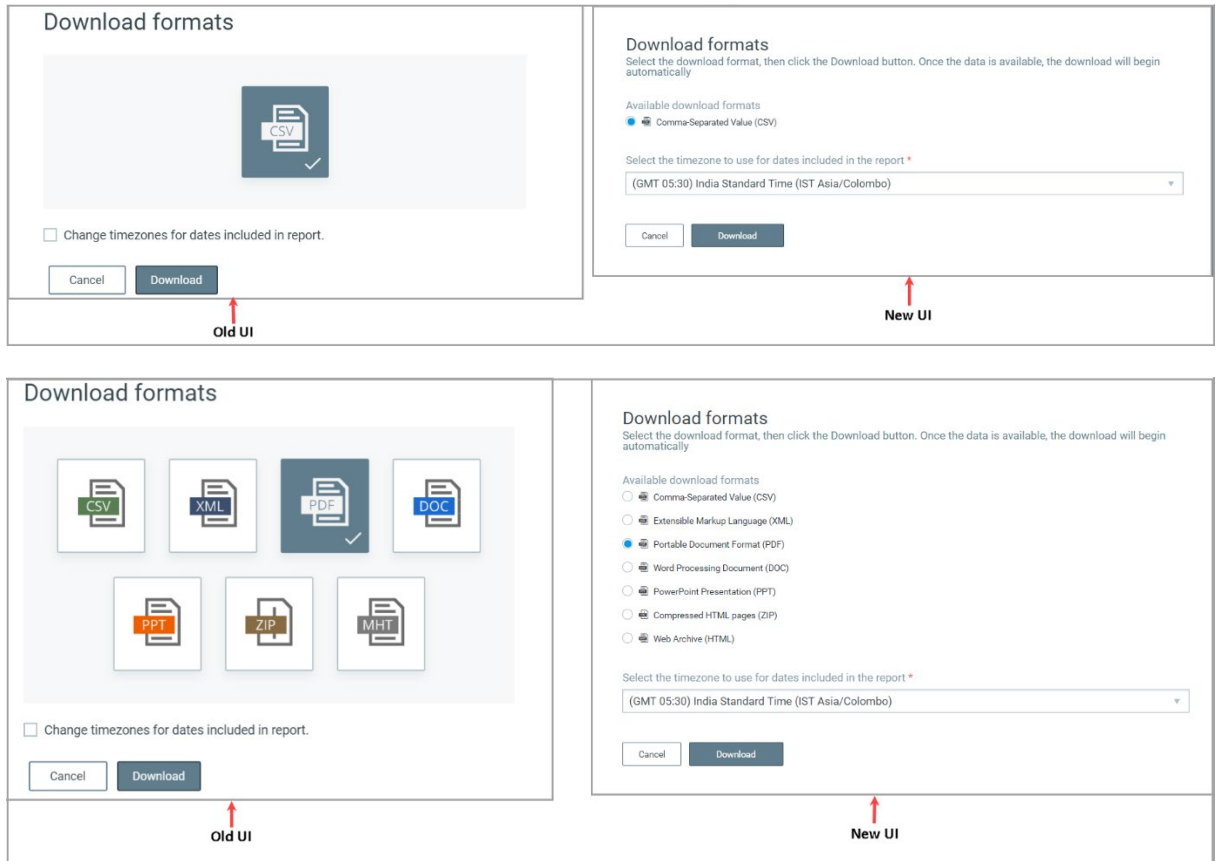 Download formats
CSV
Change timezones for dates included in report.
Cancel
Download
Old UI
Download formats
Select the download format, then click the Download button. Once the data is available, the download will begin
automatically
Available download formats
Comma-Separated Value (CSV)
Select the timezone to use for dates included in the report *
(GMT 05:30) India Standard Time (IST Asia/Colombo)
Cancel
Download
New UI
Download formats
CSV
XML
PDF
DOC
PPT
ZIP
MHT
Change timezones for dates included in report.
Cancel
Download
Old UI
Download formats
Select the download format, then click the Download button. Once the data is available, the download will begin
automatically
Available download formats
Comma-Separated Value (CSV)
Extensible Markup Language (XML)
Portable Document Format (PDF)
Word Processing Document (DOC)
PowerPoint Presentation (PPT)
Compressed HTML pages (ZIP)
Web Archive (HTML)
Select the timezone to use for dates included in the report *
(GMT 05:30) India Standard Time (IST Asia/Colombo)
Cancel
Download
New UI